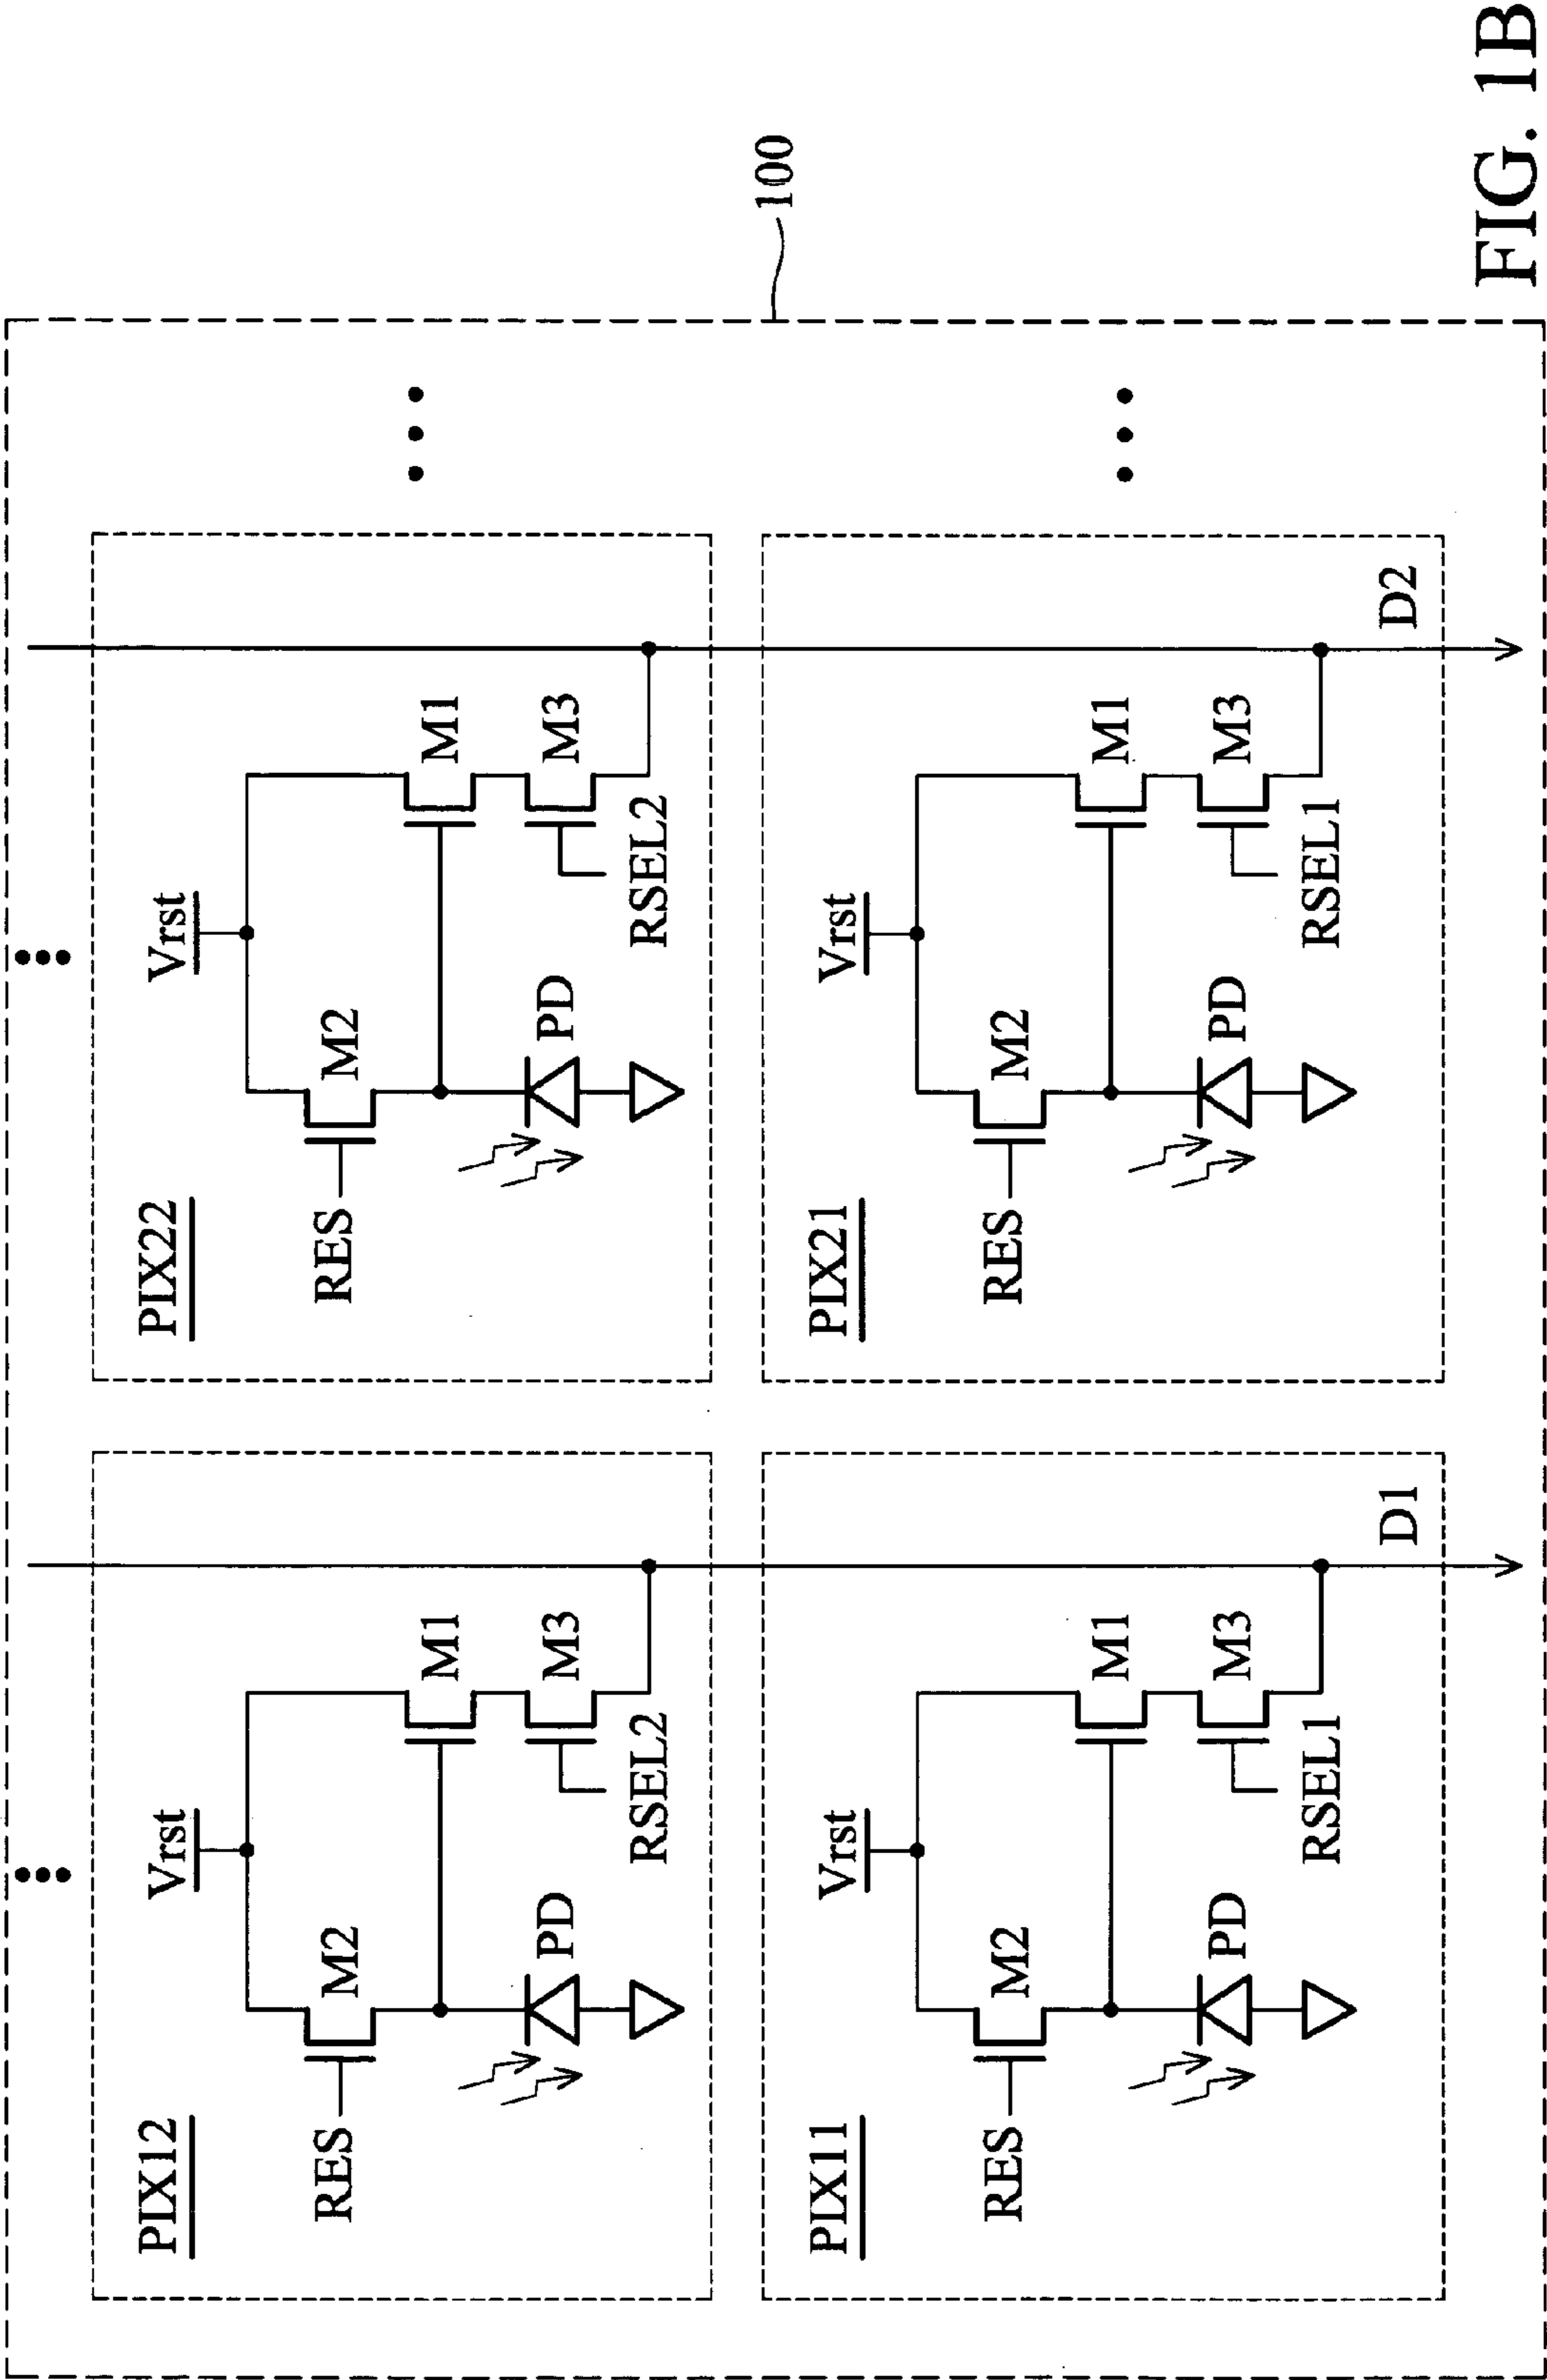 PIX12
Vrst
RES
M2
M1
PD
M3
RSEL2
PIX22
Vrst
RES
M2
M1
PD
M3
RSEL2
100
PIX11
Vrst
RES
M2
M1
PD
M3
RSEL1
D1
PIX21
Vrst
RES
M2
M1
PD
M3
RSEL1
D2
FIG. 1B